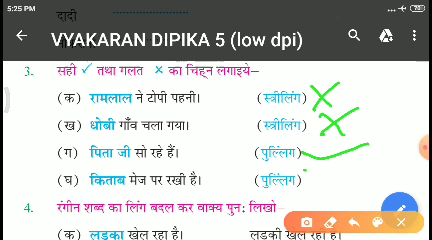 5:25 PM
दादी
VYAKARAN DIPIKA 5 (low dpi)
3. सही ✓ तथा गलत × का चिह्न लगाइये–
(क) रामलाल ने टोपी पहनी। (स्त्रीलिंग)
(ख) धोबी गाँव चला गया। (स्त्रीलिंग)
(ग) पिता जी सो रहे हैं। (पुल्लिंग)
(घ) किताब मेज पर रखी है। (पुल्लिंग)
4. रंगीन शब्द का लिंग बदल कर वाक्य पुन: लिखो–
(क) लड़का खेल रहा है। लड़की खेल रही है।